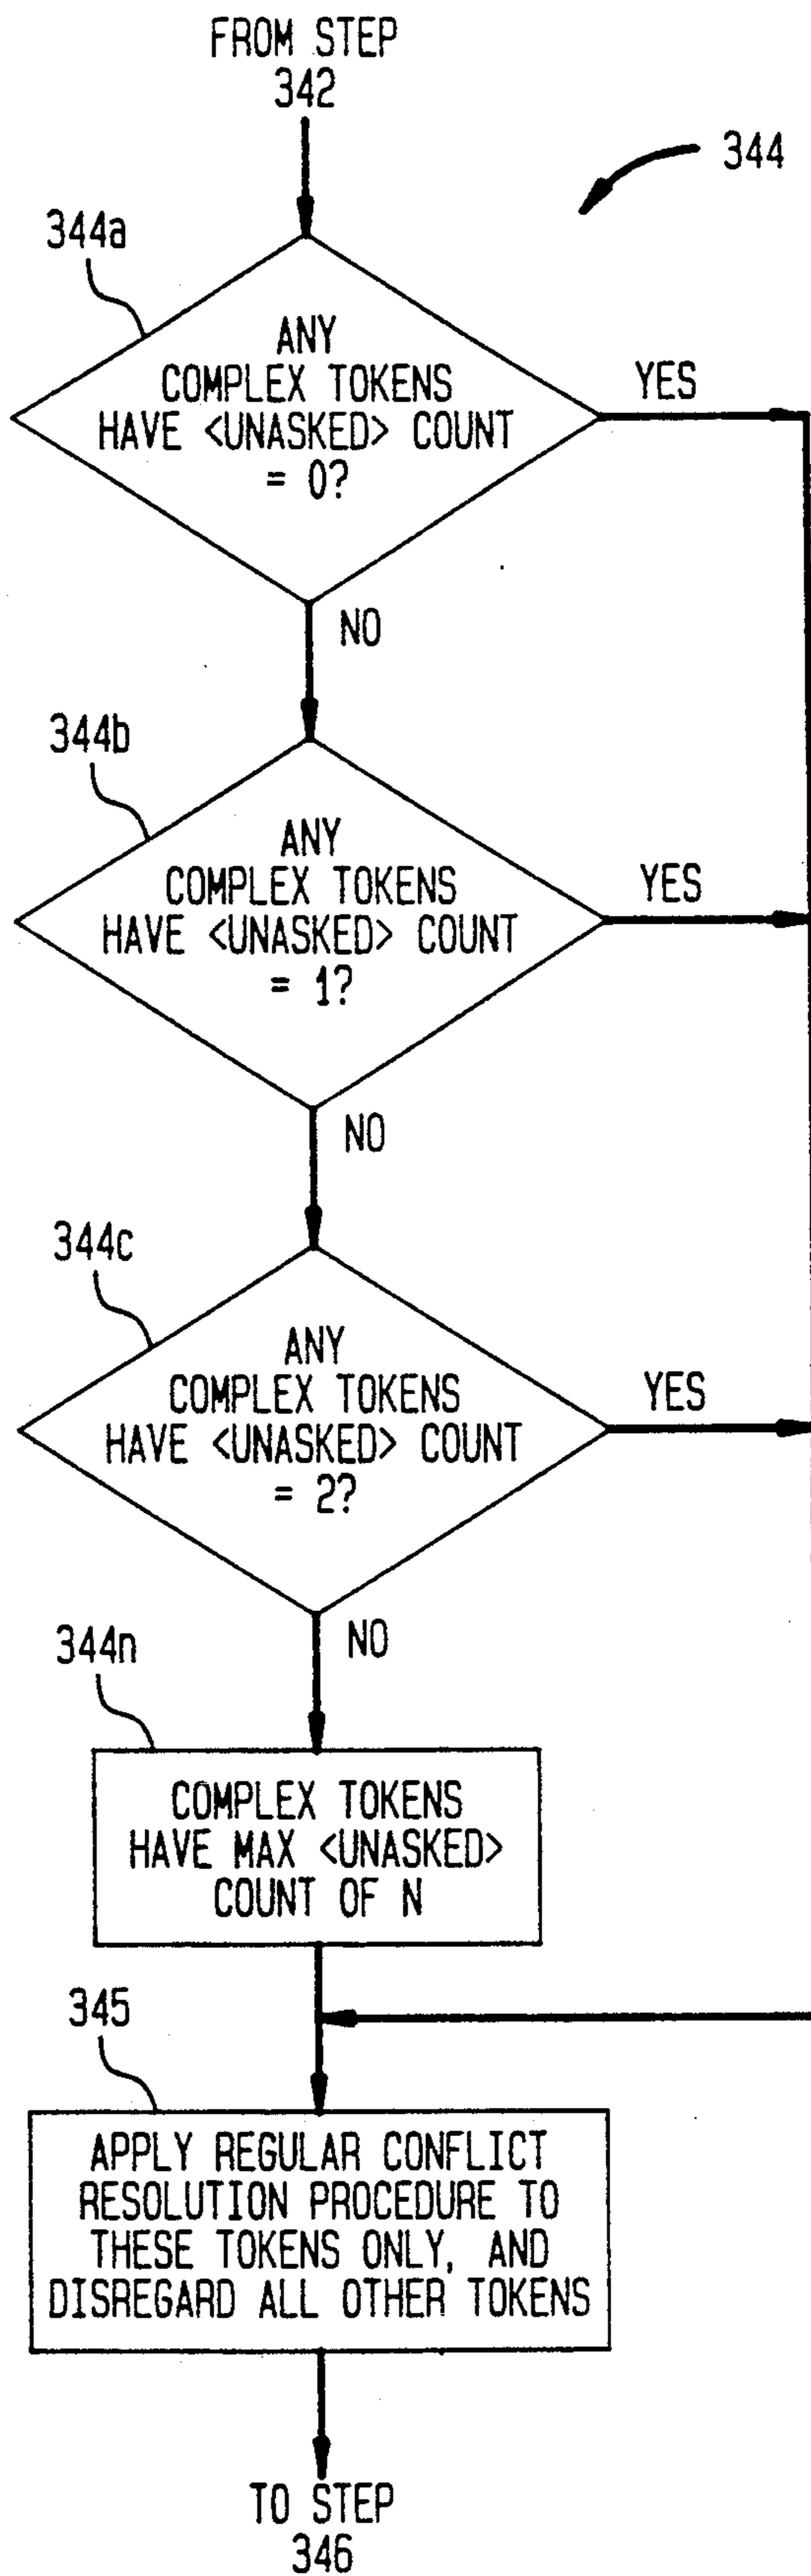 FROM STEP
342
344
344a
ANY
COMPLEX TOKENS
HAVE <UNASKED> COUNT
= 0?
YES
NO
344b
ANY
COMPLEX TOKENS
HAVE <UNASKED> COUNT
= 1?
YES
NO
344c
ANY
COMPLEX TOKENS
HAVE <UNASKED> COUNT
= 2?
YES
NO
344n
COMPLEX TOKENS
HAVE MAX <UNASKED>
COUNT OF N
345
APPLY REGULAR CONFLICT
RESOLUTION PROCEDURE TO
THESE TOKENS ONLY, AND
DISREGARD ALL OTHER TOKENS
TO STEP
346